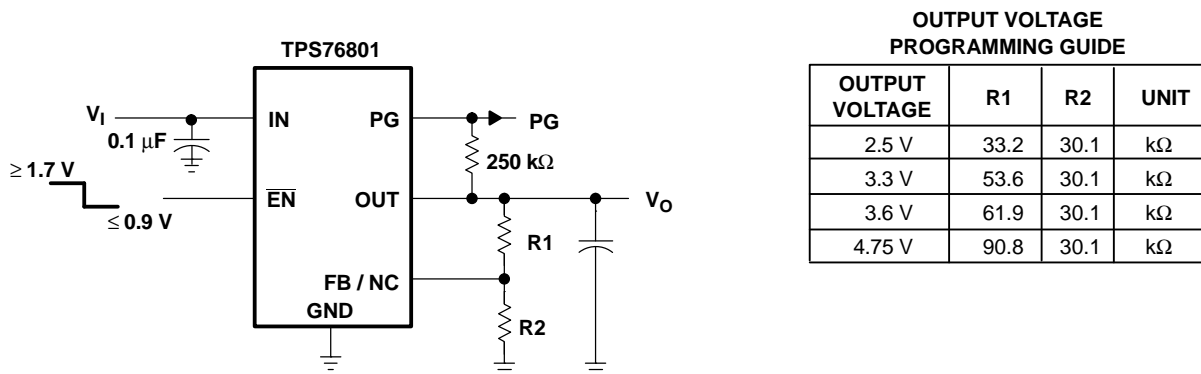 TPS76801
V_I
0.1 μF
≥ 1.7 V
≤ 0.9 V
IN
EN
PG
OUT
FB / NC
GND
PG
250 kΩ
V_O
R1
R2
OUTPUT VOLTAGE
PROGRAMMING GUIDE
OUTPUT VOLTAGE R1 R2 UNIT
2.5 V 33.2 30.1 kΩ
3.3 V 53.6 30.1 kΩ
3.6 V 61.9 30.1 kΩ
4.75 V 90.8 30.1 kΩ